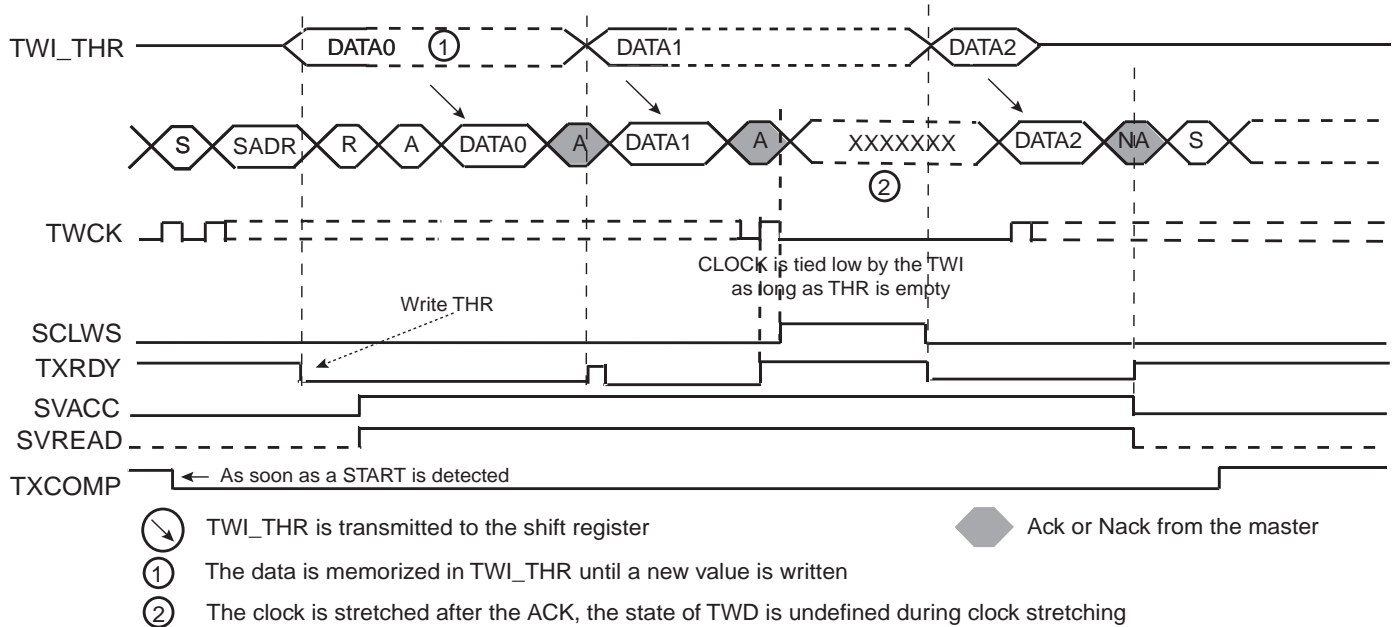 TWI_THR DATA0 1 DATA1 DATA2
S SADR R A DATA0 A DATA1 A XXXXXXX DATA2 NA S
2
TWCK
CLOCK is tied low by the TWI
as long as THR is empty
Write THR
SCLWS
TXRDY
SVACC
SVREAD
TXCOMP As soon as a START is detected
TWI_THR is transmitted to the shift register Ack or Nack from the master
1 The data is memorized in TWI_THR until a new value is written
2 The clock is stretched after the ACK, the state of TWD is undefined during clock stretching